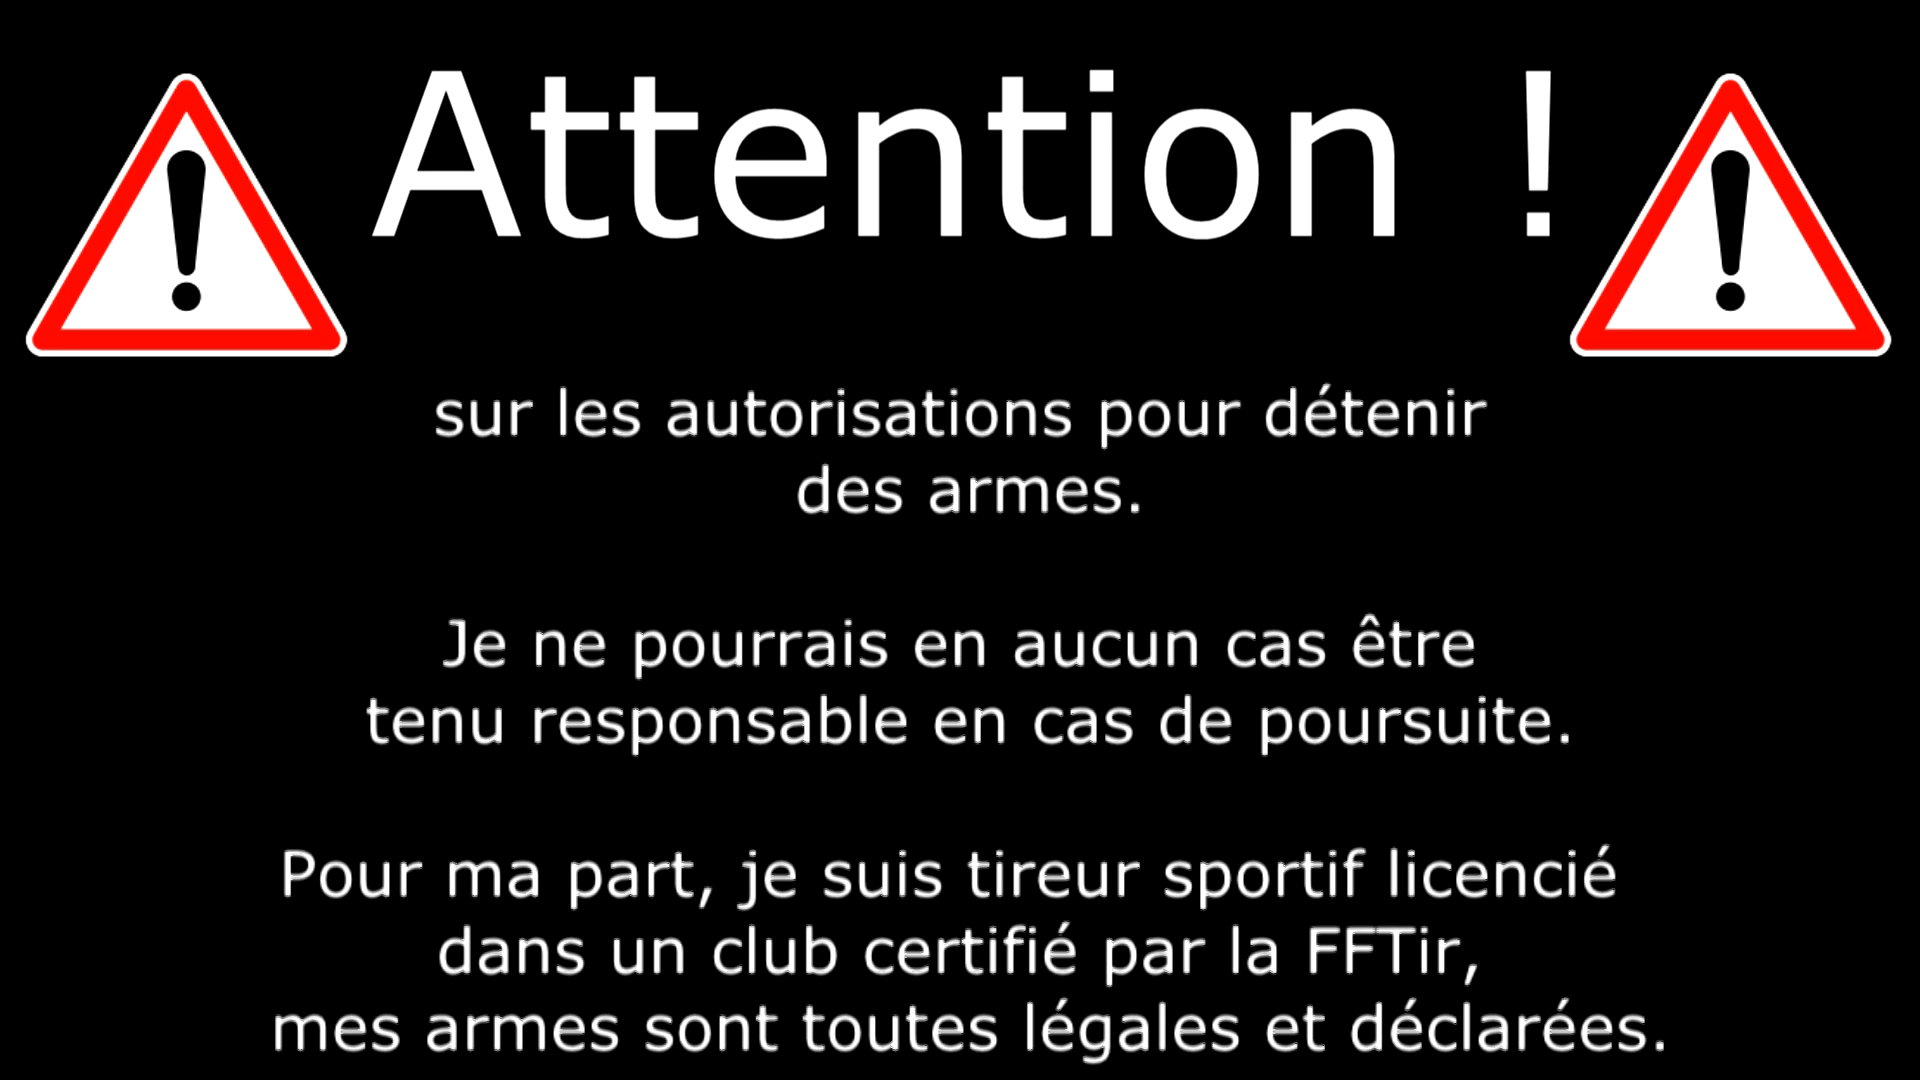 Attention !
sur les autorisations pour détenir
des armes.
Je ne pourrais en aucun cas être
tenu responsable en cas de poursuite.
Pour ma part, je suis tireur sportif licencié
dans un club certifié par la FFTir,
mes armes sont toutes légales et déclarées.